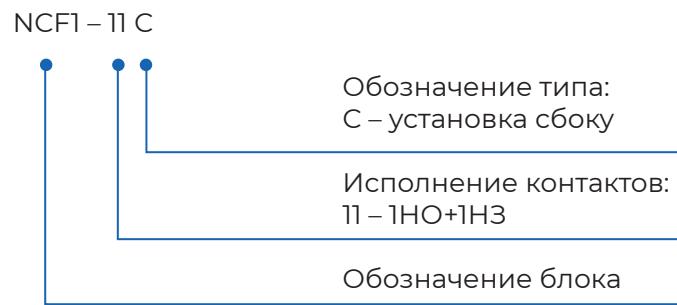 NCF1 – 11 C
Обозначение типа:
С – установка сбоку
Исполнение контактов:
11 – 1НО+1НЗ
Обозначение блока